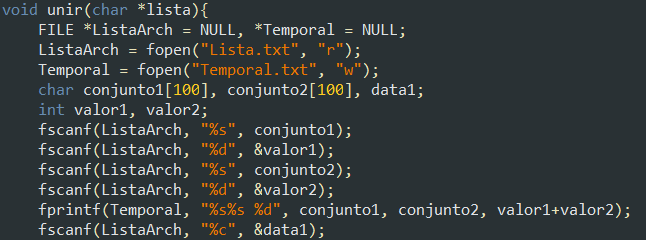 void unir(char *lista){
    FILE *ListaArch = NULL, *Temporal = NULL;
    ListaArch = fopen("Lista.txt", "r");
    Temporal = fopen("Temporal.txt", "w");
    char conjunto1[100], conjunto2[100], data1;
    int valor1, valor2;
    fscanf(ListaArch, "%s", conjunto1);
    fscanf(ListaArch, "%d", &valor1);
    fscanf(ListaArch, "%s", conjunto2);
    fscanf(ListaArch, "%d", &valor2);
    fprintf(Temporal, "%s%s %d", conjunto1, conjunto2, valor1+valor2);
    fscanf(ListaArch, "%c", &data1);